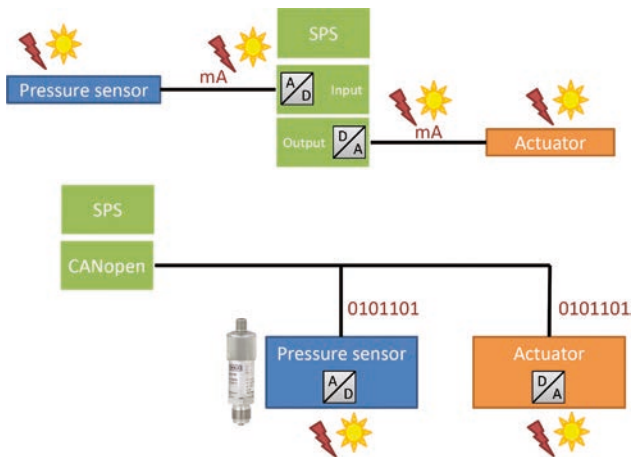 SPS
Pressure sensor
mA
A
D
Input
Output
D
A
mA
Actuator
SPS
CANopen
0101101
0101101
Pressure sensor
A
D
Actuator
D
A